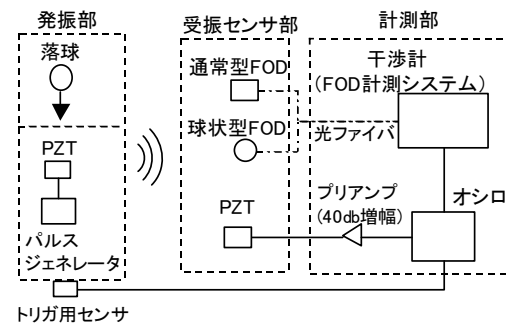 発振部
落球
PZT
パルス
ジェネレータ
トリガ用センサ
受振センサ部
通常型FOD
球状型FOD
PZT
計測部
干渉計
(FOD計測システム)
光ファイバ
プリアンプ
(40db増幅)
オシロ